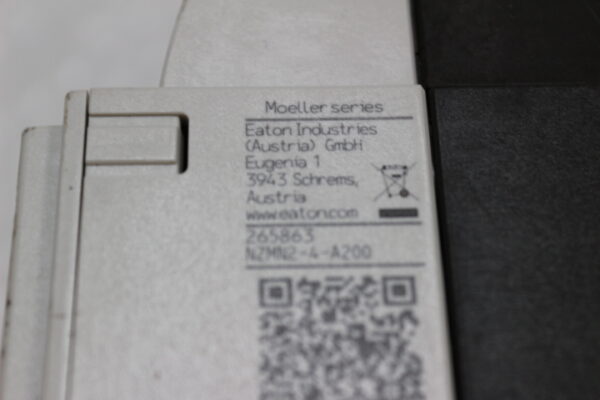 Moeller series
Eaton Industries
(Austria) GmbH
Eugenia 1
3943 Schrems,
Austria
www.eaton.com
265863
NZMN2-4-A200